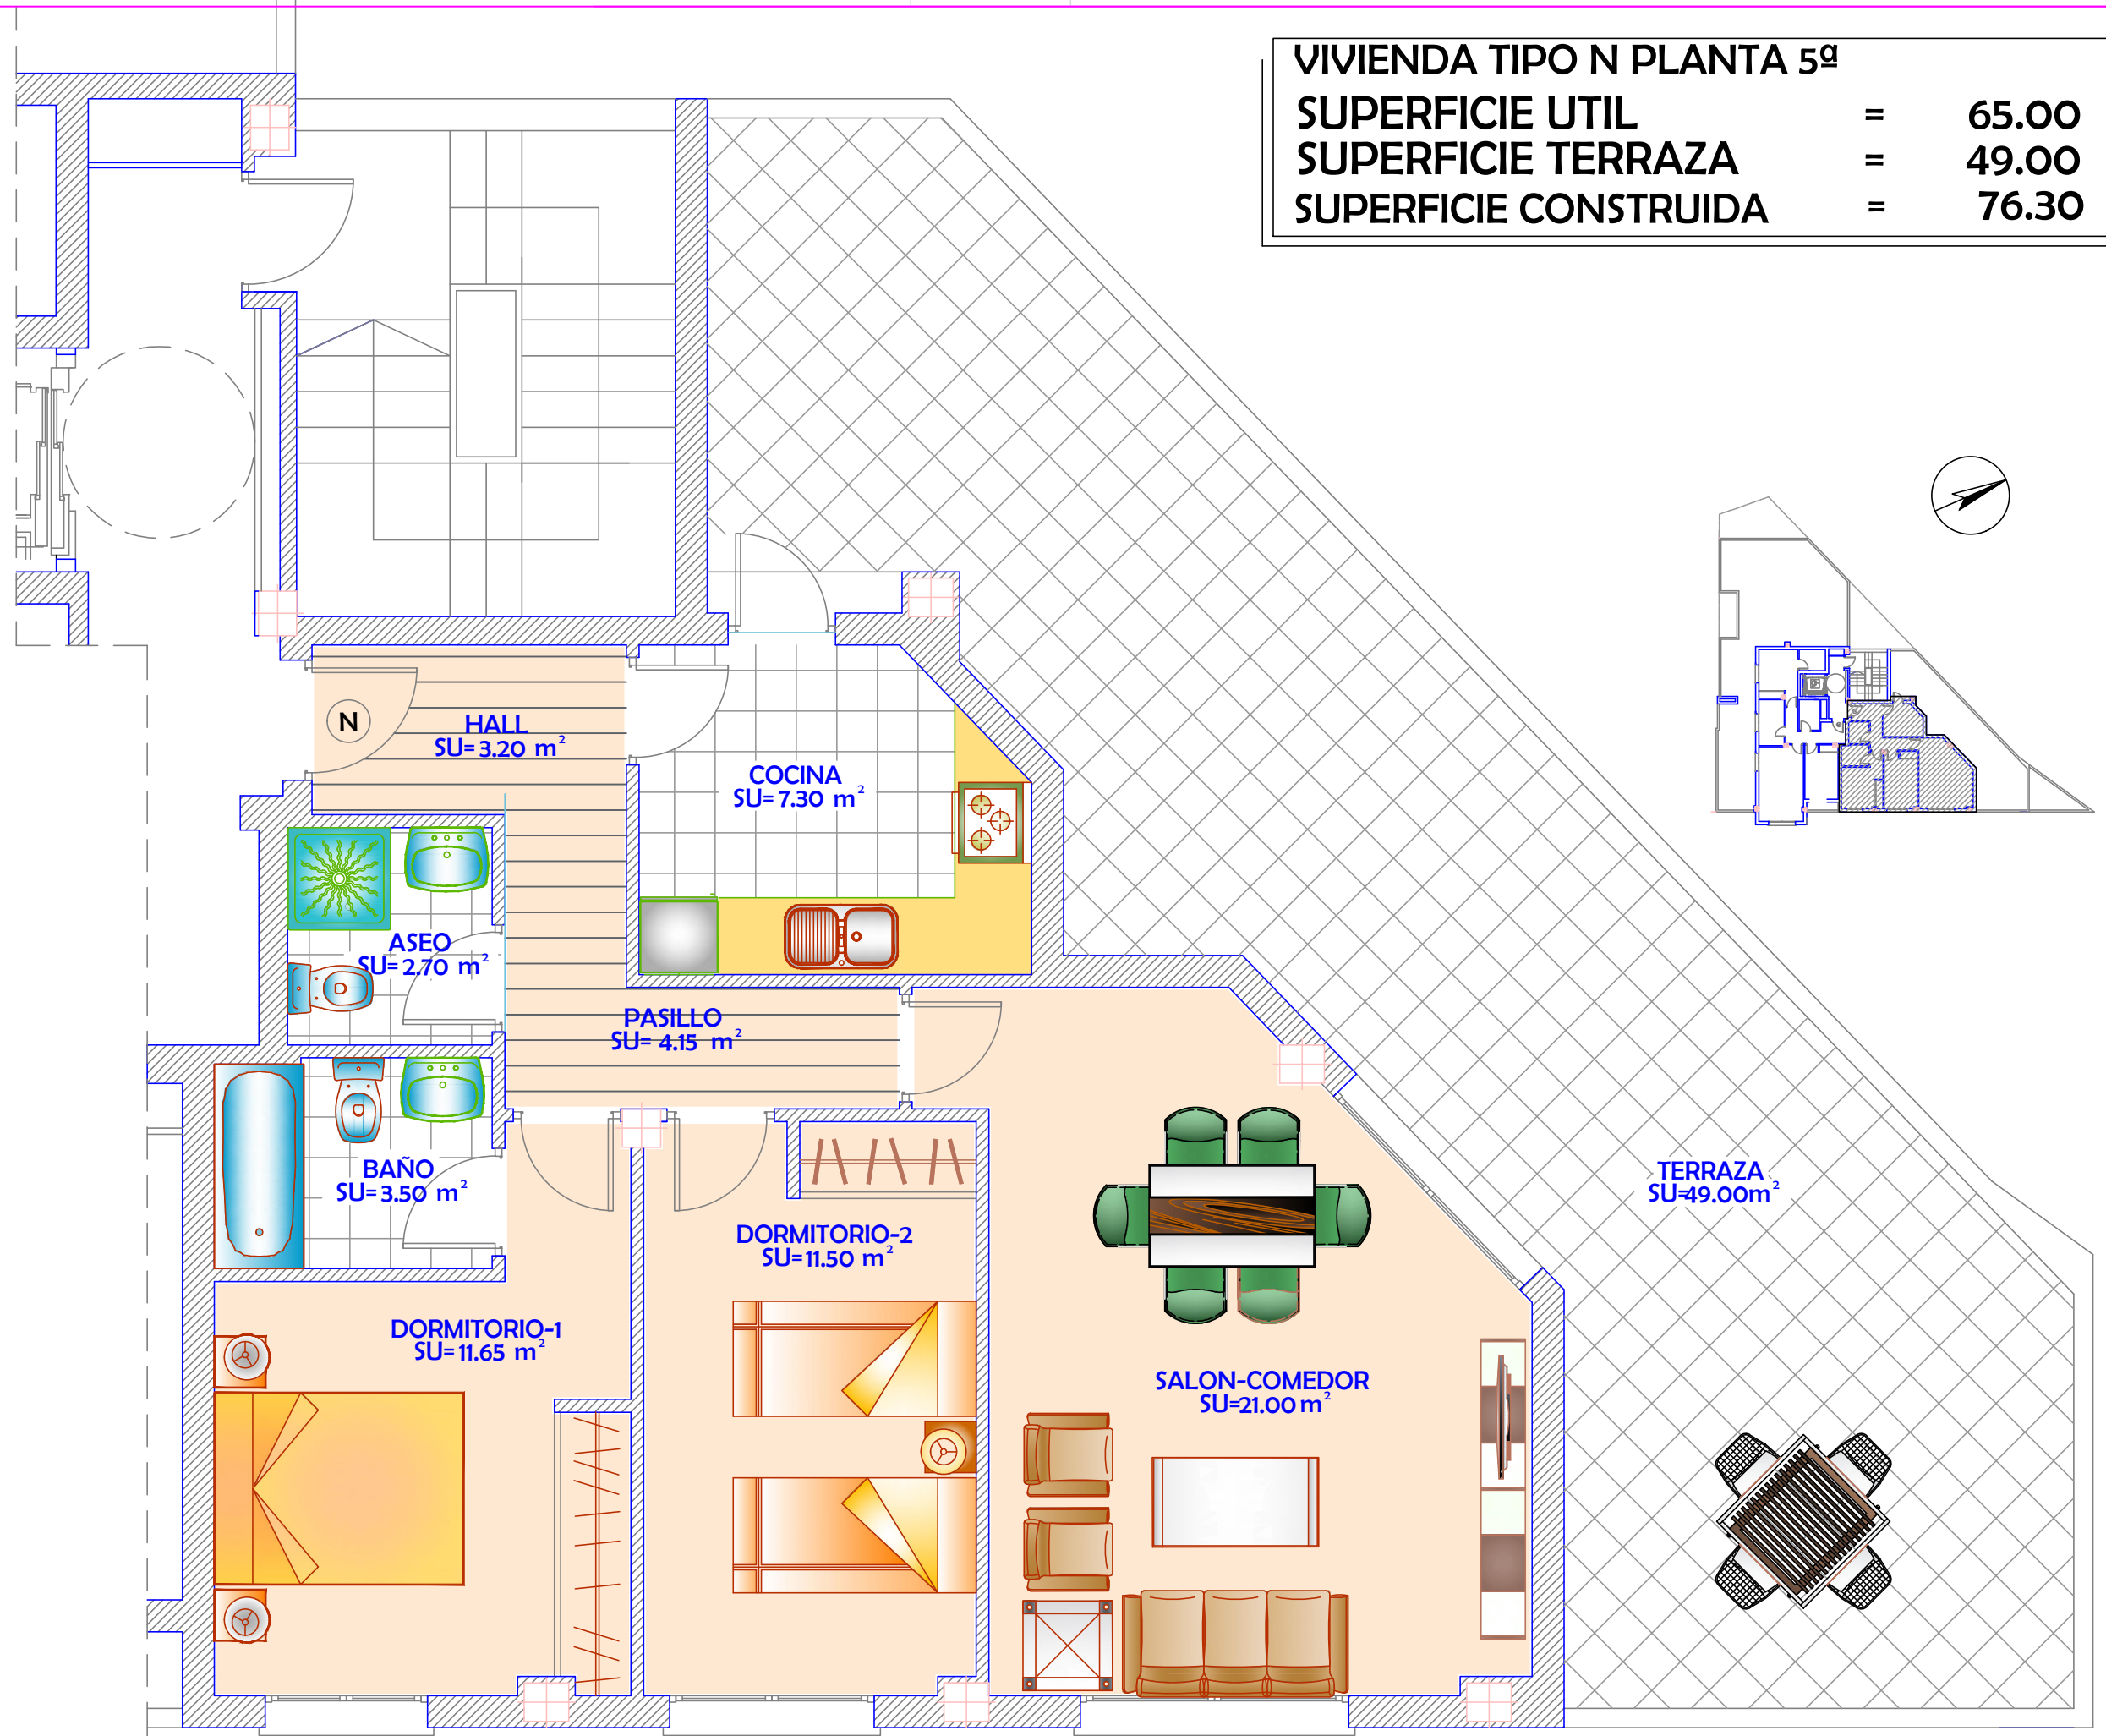 VIVIENDA TIPO N PLANTA 5ª
SUPERFICIE UTIL = 65.00
SUPERFICIE TERRAZA = 49.00
SUPERFICIE CONSTRUIDA = 76.30
N
HALL
SU= 3.20 m²
COCINA
SU= 7.30 m²
ASEO
SU= 2.70 m²
PASILLO
SU= 4.15 m²
BAÑO
SU= 3.50 m²
TERRAZA
SU=49.00m²
DORMITORIO-2
SU= 11.50 m²
DORMITORIO-1
SU= 11.65 m²
SALON-COMEDOR
SU=21.00 m²